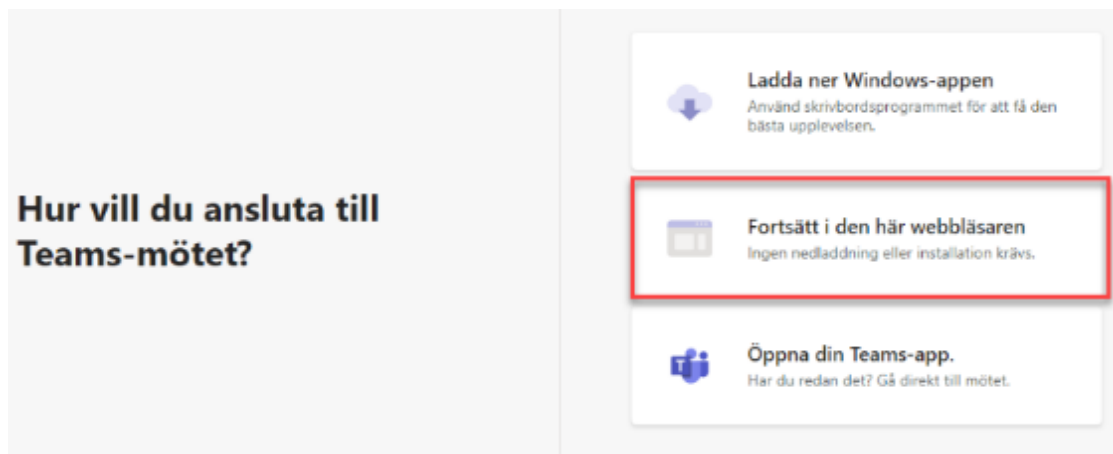 Hur vill du ansluta till
Teams-mötet?
Ladda ner Windows-appen
Använd skrivbordsprogrammet för att få den
bästa upplevelsen.
Fortsätt i den här webbläsaren
Ingen nedladdning eller installation krävs.
Öppna din Teams-app.
Har du redan det? Gå direkt till mötet.